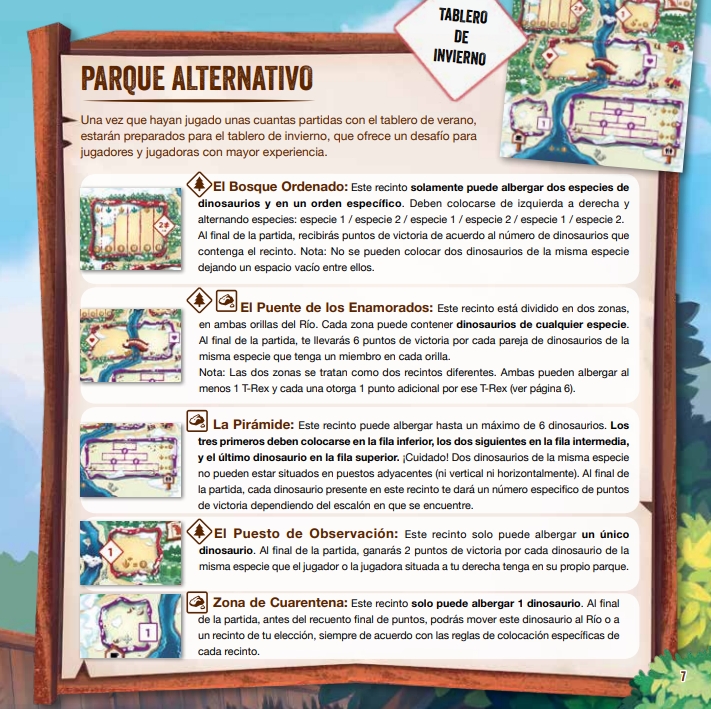 TABLERO
DE
INVIERNO
PARQUE ALTERNATIVO
Una vez que hayan jugado unas cuantas partidas con el tablero de verano,
estarán preparados para el tablero de invierno, que ofrece un desafío para
jugadores y jugadoras con mayor experiencia.
El Bosque Ordenado: Este recinto solamente puede albergar dos especies de
dinosaurios y en un orden específico. Deben colocarse de izquierda a derecha y
alternando especies: especie 1 / especie 2 / especie 1 / especie 2 / especie 1 / especie 2.
Al final de la partida, recibirás puntos de victoria de acuerdo al número de dinosaurios que
contenga el recinto. Nota: No se pueden colocar dos dinosaurios de la misma especie
dejando un espacio vacío entre ellos.
El Puente de los Enamorados: Este recinto está dividido en dos zonas,
en ambas orillas del Río. Cada zona puede contener dinosaurios de cualquier especie.
Al final de la partida, te llevarás 6 puntos de victoria por cada pareja de dinosaurios de la
misma especie que tenga un miembro en cada orilla.
Nota: Las dos zonas se tratan como dos recintos diferentes. Ambas pueden albergar al
menos 1 T-Rex y cada una otorga 1 punto adicional por ese T-Rex (ver página 6).
La Pirámide: Este recinto puede albergar hasta un máximo de 6 dinosaurios. Los
tres primeros deben colocarse en la fila inferior, los dos siguientes en la fila intermedia,
y el último dinosaurio en la fila superior. ¡Cuidado! Dos dinosaurios de la misma especie
no pueden estar situados en puestos adyacentes (ni vertical ni horizontalmente). Al final de
la partida, cada dinosaurio presente en este recinto te dará un número especifico de puntos
de victoria dependiendo del escalón en que se encuentre.
1
El Puesto de Observación: Este recinto solo puede albergar un único
dinosaurio. Al final de la partida, ganarás 2 puntos de victoria por cada dinosaurio de la
misma especie que el jugador o la jugadora situada a tu derecha tenga en su propio parque.
1
Zona de Cuarentena: Este recinto solo puede albergar 1 dinosaurio. Al final
de la partida, antes del recuento final de puntos, podrás mover este dinosaurio al Río o a
un recinto de tu elección, siempre de acuerdo con las reglas de colocación específicas de
cada recinto.
7